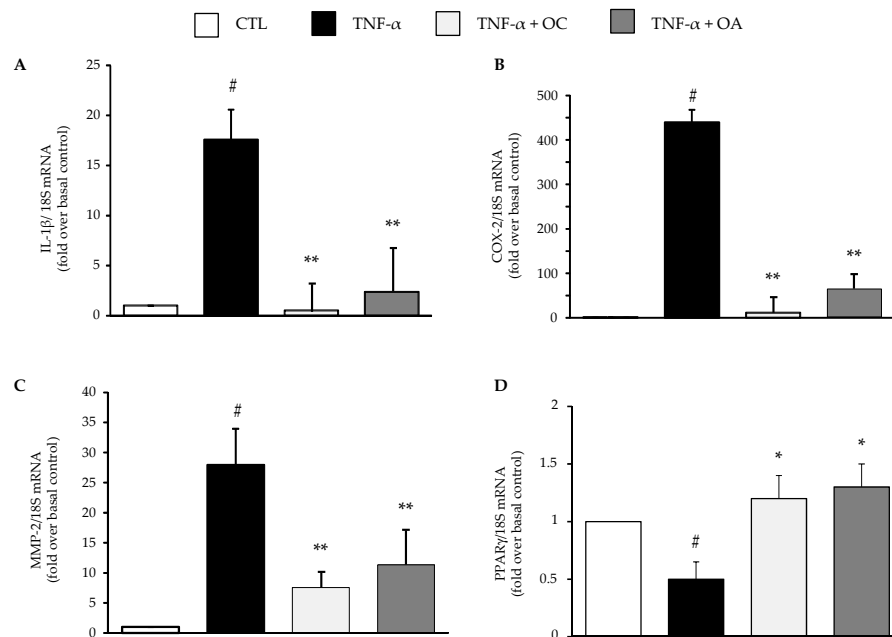 CTL TNF-α TNF-α + OC TNF-α + OA
A
IL-1β/ 18S mRNA
(fold over basal control)
25
20
15
10
5
0
#
**
**
B
COX-2/18S mRNA
(fold over basal control)
500
400
300
200
100
0
#
**
**
C
MMP-2/18S mRNA
(fold over basal control)
40
35
30
25
20
15
10
5
0
#
**
**
D
PPARγ/18S mRNA
(fold over basal control)
2
1.5
1
0.5
0
#
*
*